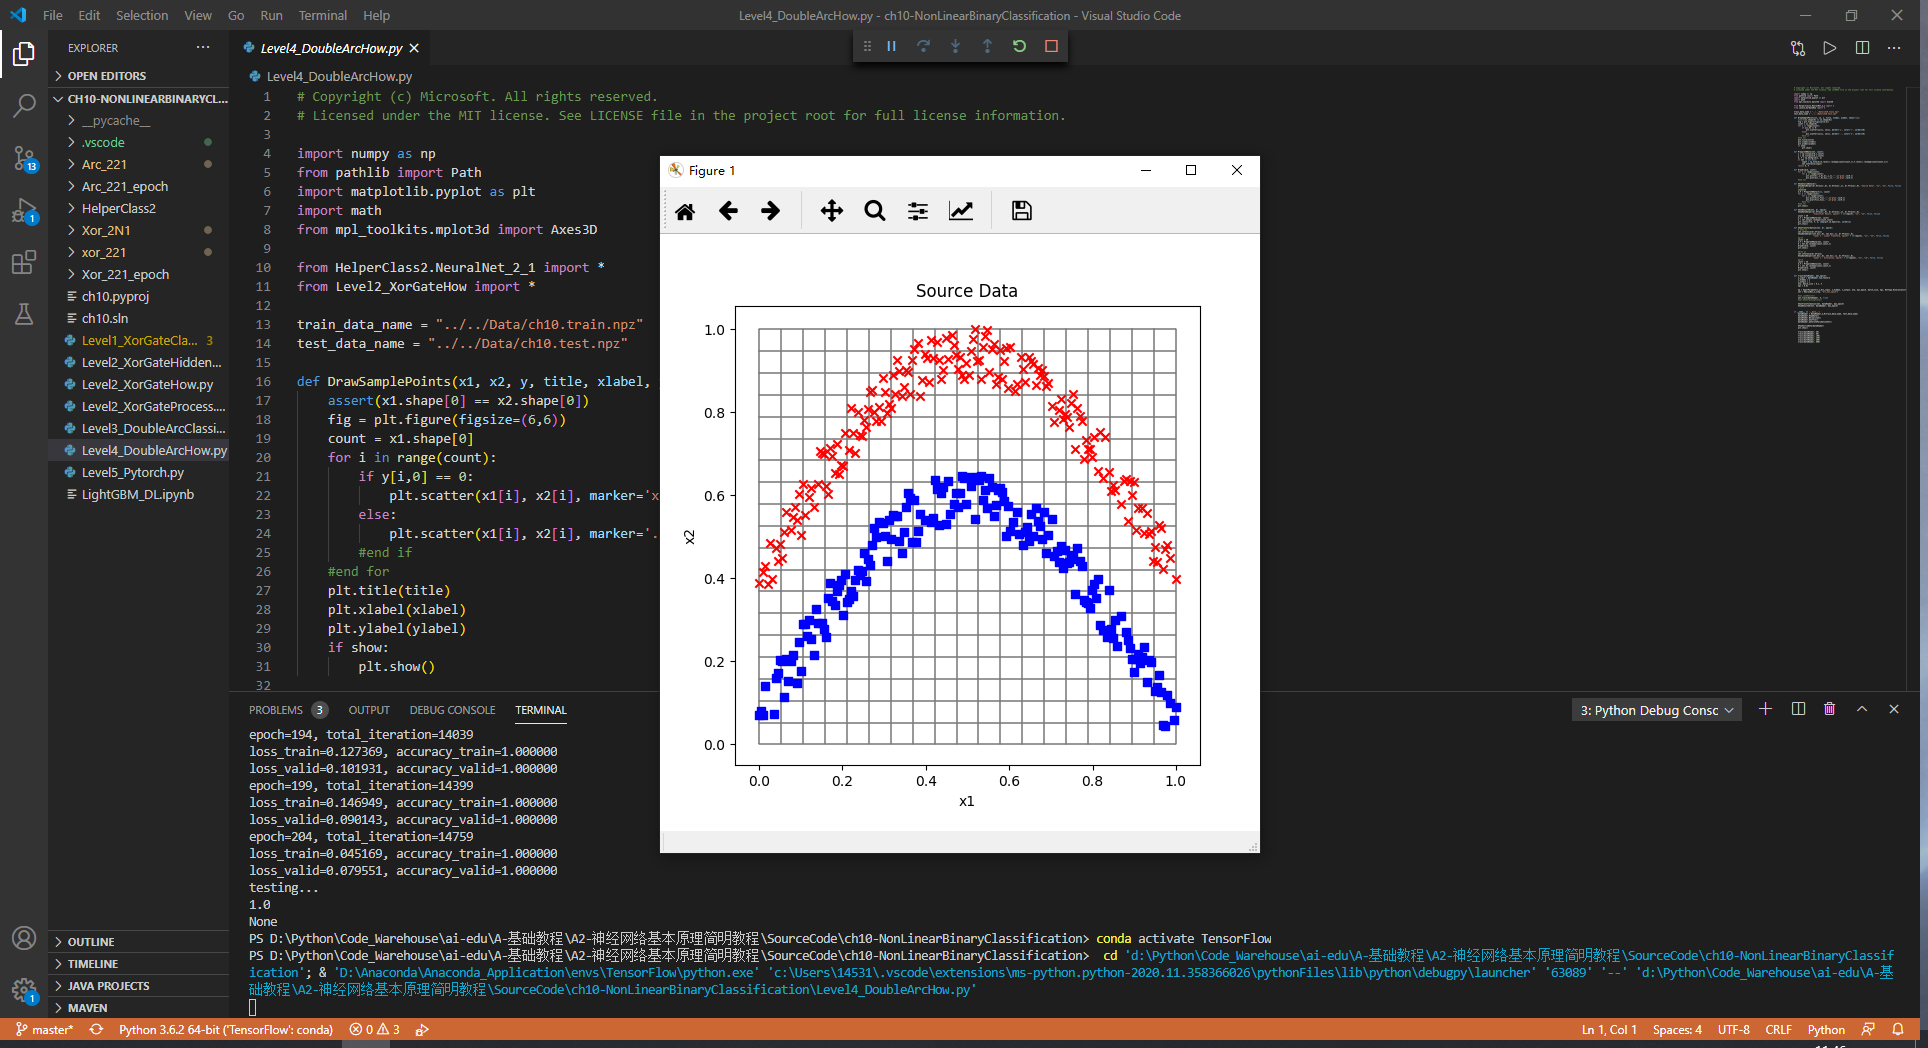 File Edit Selection View Go Run Terminal Help
Level4_DoubleArcHow.py - ch10-NonLinearBinaryClassification - Visual Studio Code
EXPLORER
OPEN EDITORS
CH10-NONLINEARBINARYCL...
__pycache__
.vscode
Arc_221
Arc_221_epoch
HelperClass2
Xor_2N1
xor_221
Xor_221_epoch
ch10.pyproj
ch10.sln
Level1_XorGateCla... 3
Level2_XorGateHidden...
Level2_XorGateHow.py
Level2_XorGateProcess....
Level3_DoubleArcClassi...
Level4_DoubleArcHow.py
Level5_Pytorch.py
LightGBM_DL.ipynb
OUTLINE
TIMELINE
JAVA PROJECTS
MAVEN
13
1
1
Level4_DoubleArcHow.py
Level4_DoubleArcHow.py
1 # Copyright (c) Microsoft. All rights reserved.
2 # Licensed under the MIT license. See LICENSE file in the project root for full license information.
3
4 import numpy as np
5 from pathlib import Path
6 import matplotlib.pyplot as plt
7 import math
8 from mpl_toolkits.mplot3d import Axes3D
9
10 from HelperClass2.NeuralNet_2_1 import *
11 from Level2_XorGateHow import *
12
13 train_data_name = "../../Data/ch10.train.npz"
14 test_data_name = "../../Data/ch10.test.npz"
15
16 def DrawSamplePoints(x1, x2, y, title, xlabel,
17 assert(x1.shape[0] == x2.shape[0])
18 fig = plt.figure(figsize=(6,6))
19 count = x1.shape[0]
20 for i in range(count):
21 if y[i,0] == 0:
22 plt.scatter(x1[i], x2[i], marker='x
23 else:
24 plt.scatter(x1[i], x2[i], marker='.
25 #end if
26 #end for
27 plt.title(title)
28 plt.xlabel(xlabel)
29 plt.ylabel(ylabel)
30 if show:
31 plt.show()
32
Figure 1
Source Data
1.0
0.8
0.6
0.4
0.2
0.0
x2
0.0 0.2 0.4 0.6 0.8 1.0
x1
PROBLEMS 3 OUTPUT DEBUG CONSOLE TERMINAL
3: Python Debug Consc
epoch=194, total_iteration=14039
loss_train=0.127369, accuracy_train=1.000000
loss_valid=0.101931, accuracy_valid=1.000000
epoch=199, total_iteration=14399
loss_train=0.146949, accuracy_train=1.000000
loss_valid=0.090143, accuracy_valid=1.000000
epoch=204, total_iteration=14759
loss_train=0.045169, accuracy_train=1.000000
loss_valid=0.079551, accuracy_valid=1.000000
testing...
1.0
None
PS D:\Python\Code_Warehouse\ai-edu\A-基础教程\A2-神经网络基本原理简明教程\SourceCode\ch10-NonLinearBinaryClassification> conda activate TensorFlow
PS D:\Python\Code_Warehouse\ai-edu\A-基础教程\A2-神经网络基本原理简明教程\SourceCode\ch10-NonLinearBinaryClassification> cd 'd:\Python\Code_Warehouse\ai-edu\A-基础教程\A2-神经网络基本原理简明教程\SourceCode\ch10-NonLinearBinaryClassif
ication'; & 'D:\Anaconda\Anaconda_Application\envs\TensorFlow\python.exe' 'c:\Users\14531\.vscode\extensions\ms-python.python-2020.11.358366026\pythonFiles\lib\python\debugpy\launcher' '63089' '--' 'd:\Python\Code_Warehouse\ai-edu\A-基
础教程\A2-神经网络基本原理简明教程\SourceCode\ch10-NonLinearBinaryClassification\Level4_DoubleArcHow.py'
master* Python 3.6.2 64-bit ('TensorFlow': conda) 0 3
Ln 1, Col 1 Spaces: 4 UTF-8 CRLF Python